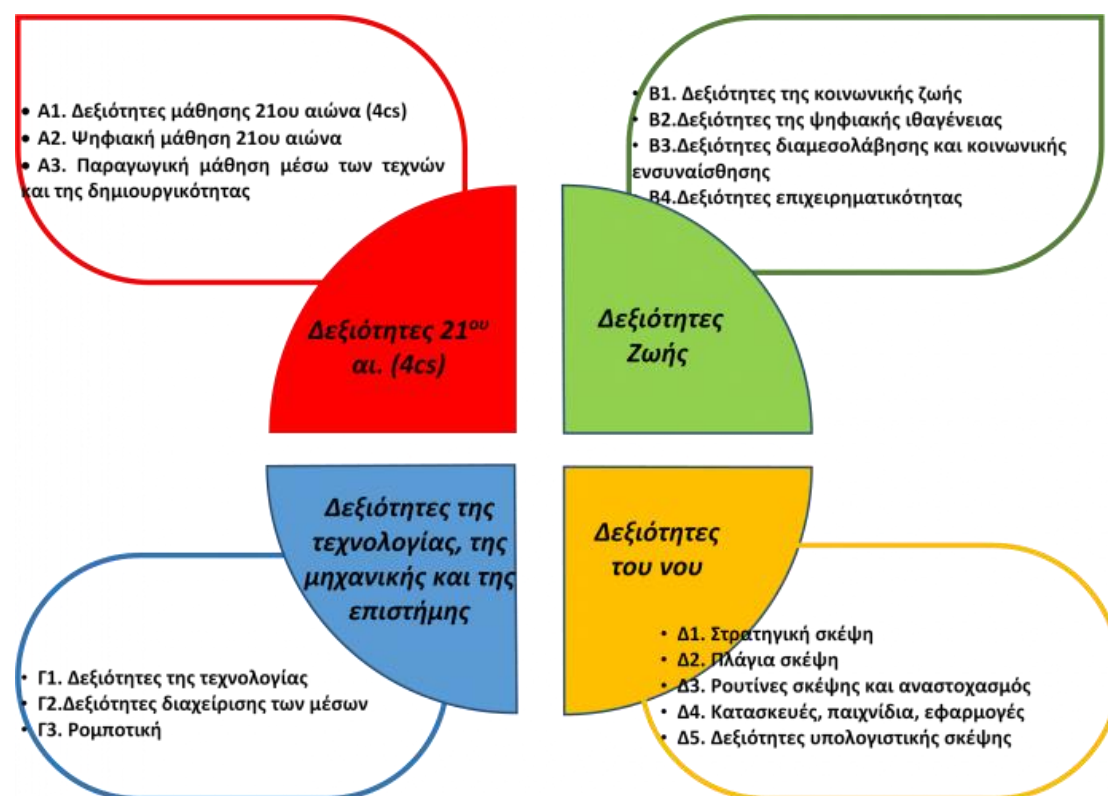 • Α1. Δεξιότητες μάθησης 21ου αιώνα (4cs)
• Α2. Ψηφιακή μάθηση 21ου αιώνα
• Α3. Παραγωγική μάθηση μέσω των τεχνών
και της δημιουργικότητας
• Β1. Δεξιότητες της κοινωνικής ζωής
• Β2.Δεξιότητες της ψηφιακής ιθαγένειας
• Β3.Δεξιότητες διαμεσολάβησης και κοινωνικής
ενσυναίσθησης
• Β4.Δεξιότητες επιχειρηματικότητας
Δεξιότητες 21ου
αι. (4cs)
Δεξιότητες
Ζωής
Δεξιότητες της
τεχνολογίας, της
μηχανικής και της
επιστήμης
Δεξιότητες
του νου
• Γ1. Δεξιότητες της τεχνολογίας
• Γ2.Δεξιότητες διαχείρισης των μέσων
• Γ3. Ρομποτική
• Δ1. Στρατηγική σκέψη
• Δ2. Πλάγια σκέψη
• Δ3. Ρουτίνες σκέψης και αναστοχασμός
• Δ4. Κατασκευές, παιχνίδια, εφαρμογές
• Δ5. Δεξιότητες υπολογιστικής σκέψης